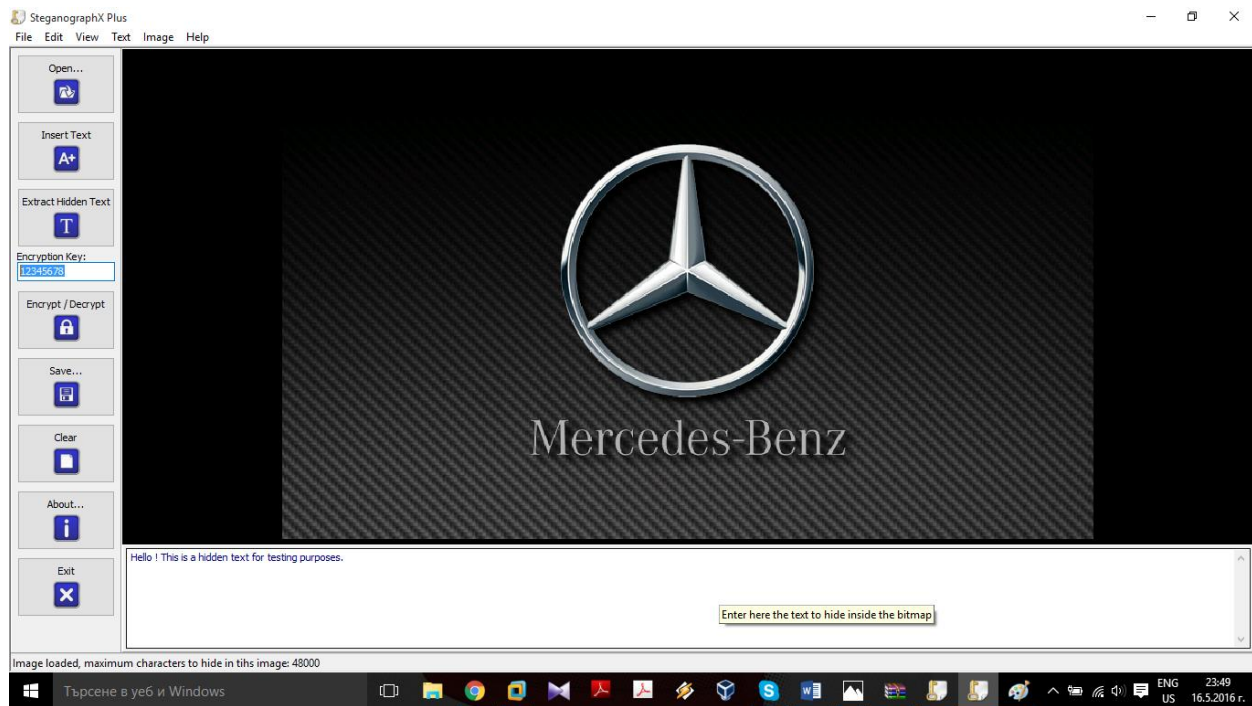 SteganographX Plus
File Edit View Text Image Help
Open...
Insert Text
A+
Extract Hidden Text
T
Encryption Key:
12345678
Encrypt / Decrypt
Save...
Clear
About...
i
Exit
Mercedes-Benz
Hello ! This is a hidden text for testing purposes.
Enter here the text to hide inside the bitmap
Image loaded, maximum characters to hide in tihs image: 48000
Търсене в уеб и Windows
ENG 23:49
US 16.5.2016 г.